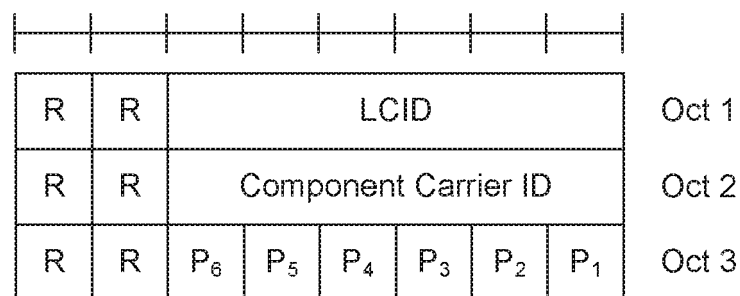 R R LCID Oct 1
R R Component Carrier ID Oct 2
R R P₆ P₅ P₄ P₃ P₂ P₁ Oct 3